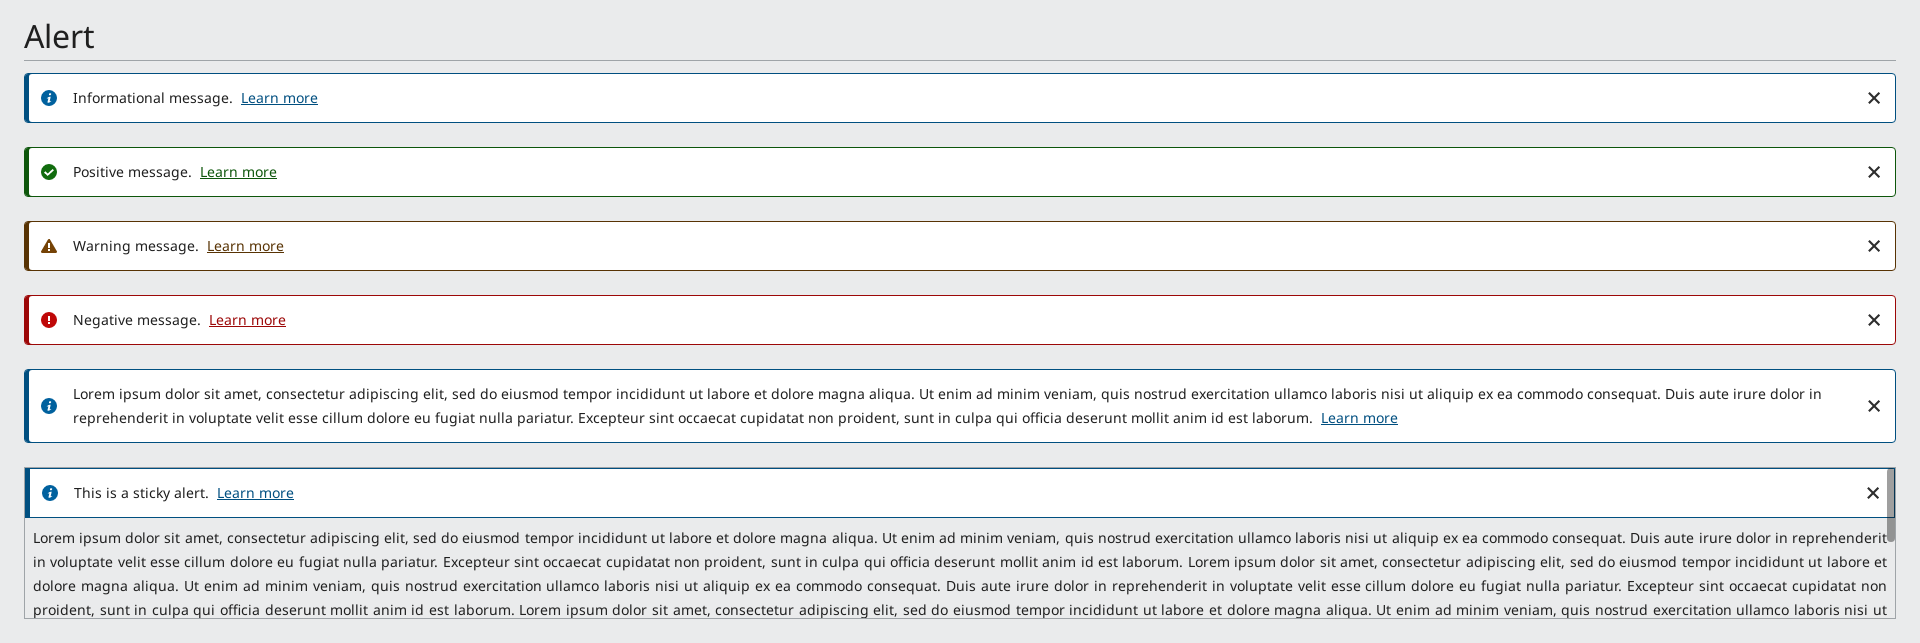 Alert
Informational message. Learn more
Positive message. Learn more
Warning message. Learn more
Negative message. Learn more
Lorem ipsum dolor sit amet, consectetur adipiscing elit, sed do eiusmod tempor incididunt ut labore et dolore magna aliqua. Ut enim ad minim veniam, quis nostrud exercitation ullamco laboris nisi ut aliquip ex ea commodo consequat. Duis aute irure dolor in
reprehenderit in voluptate velit esse cillum dolore eu fugiat nulla pariatur. Excepteur sint occaecat cupidatat non proident, sunt in culpa qui officia deserunt mollit anim id est laborum. Learn more
This is a sticky alert. Learn more
Lorem ipsum dolor sit amet, consectetur adipiscing elit, sed do eiusmod tempor incididunt ut labore et dolore magna aliqua. Ut enim ad minim veniam, quis nostrud exercitation ullamco laboris nisi ut aliquip ex ea commodo consequat. Duis aute irure dolor in reprehenderit
in voluptate velit esse cillum dolore eu fugiat nulla pariatur. Excepteur sint occaecat cupidatat non proident, sunt in culpa qui officia deserunt mollit anim id est laborum. Lorem ipsum dolor sit amet, consectetur adipiscing elit, sed do eiusmod tempor incididunt ut labore et
dolore magna aliqua. Ut enim ad minim veniam, quis nostrud exercitation ullamco laboris nisi ut aliquip ex ea commodo consequat. Duis aute irure dolor in reprehenderit in voluptate velit esse cillum dolore eu fugiat nulla pariatur. Excepteur sint occaecat cupidatat non
proident, sunt in culpa qui officia deserunt mollit anim id est laborum. Lorem ipsum dolor sit amet, consectetur adipiscing elit, sed do eiusmod tempor incididunt ut labore et dolore magna aliqua. Ut enim ad minim veniam, quis nostrud exercitation ullamco laboris nisi ut